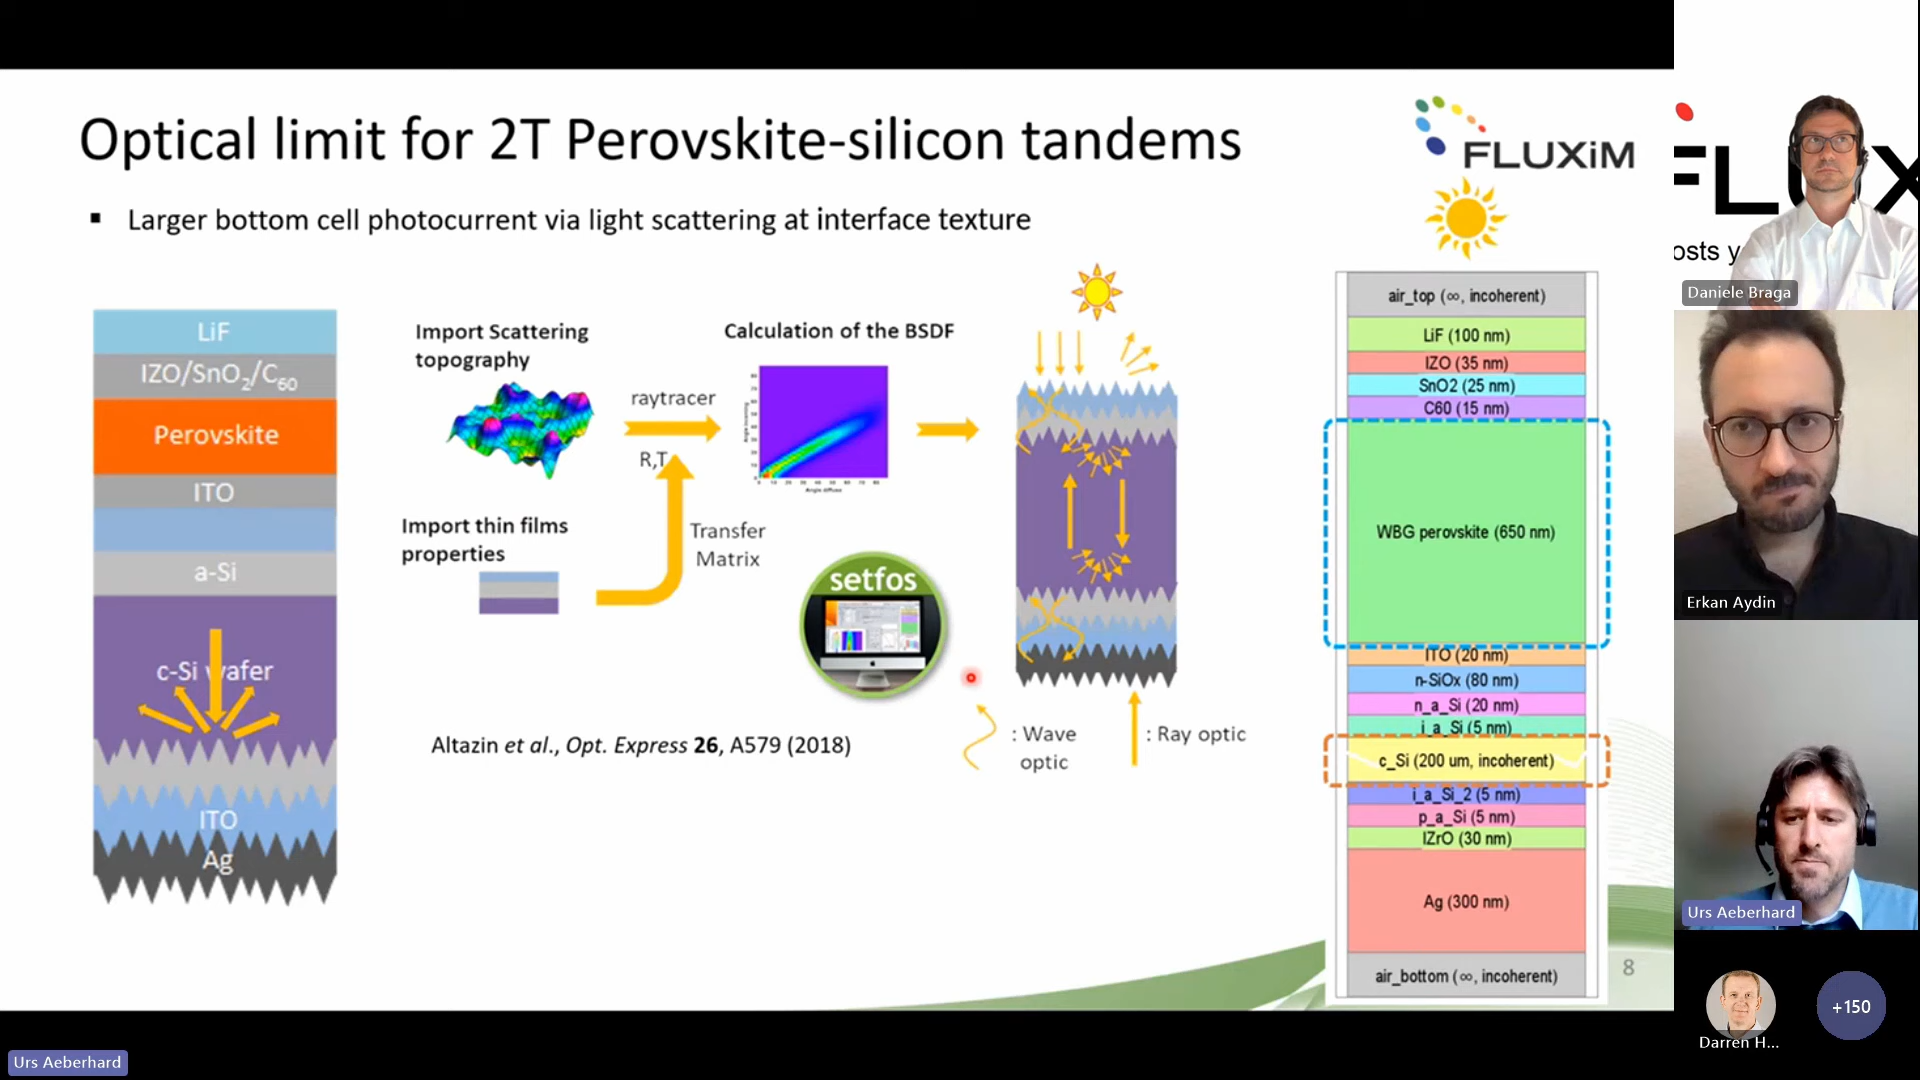 Optical limit for 2T Perovskite-silicon tandems
FLUXiM
▪ Larger bottom cell photocurrent via light scattering at interface texture
LiF
IZO/SnO2/C60
Perovskite
ITO
a-Si
c-Si wafer
ITO
Ag
Import Scattering
topography
raytracer
R,T
Calculation of the BSDF
Import thin films
properties
Transfer
Matrix
setfos
Altazin et al., Opt. Express 26, A579 (2018)
: Wave
optic
: Ray optic
air_top (∞, incoherent)
LiF (100 nm)
IZO (35 nm)
SnO2 (25 nm)
C60 (15 nm)
WBG perovskite (650 nm)
ITO (20 nm)
n-SiOx (80 nm)
n_a_Si (20 nm)
i_a_Si (5 nm)
c_Si (200 um, incoherent)
i_a_Si_2 (5 nm)
p_a_Si (5 nm)
IZrO (30 nm)
Ag (300 nm)
air_bottom (∞, incoherent)
8
Urs Aeberhard
FLUX
osts y
Daniele Braga
Erkan Aydin
Urs Aeberhard
Darren H...
+150